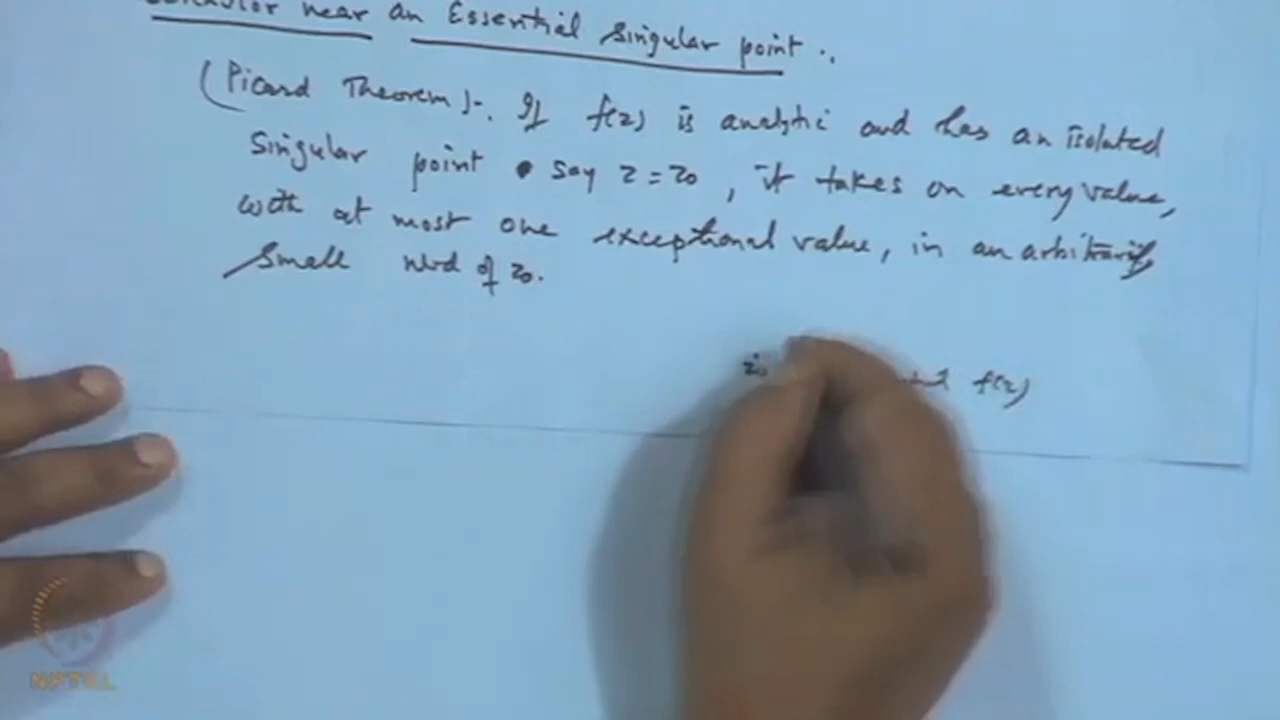 near an Essential Singular point :.
(Picard Theorem):-. If f(z) is analytic and has an isolated
Singular point say z=z0, it takes on every value,
with at most one exceptional value, in an arbitrarily
Small nbd of z0.
f(z)
NPTEL